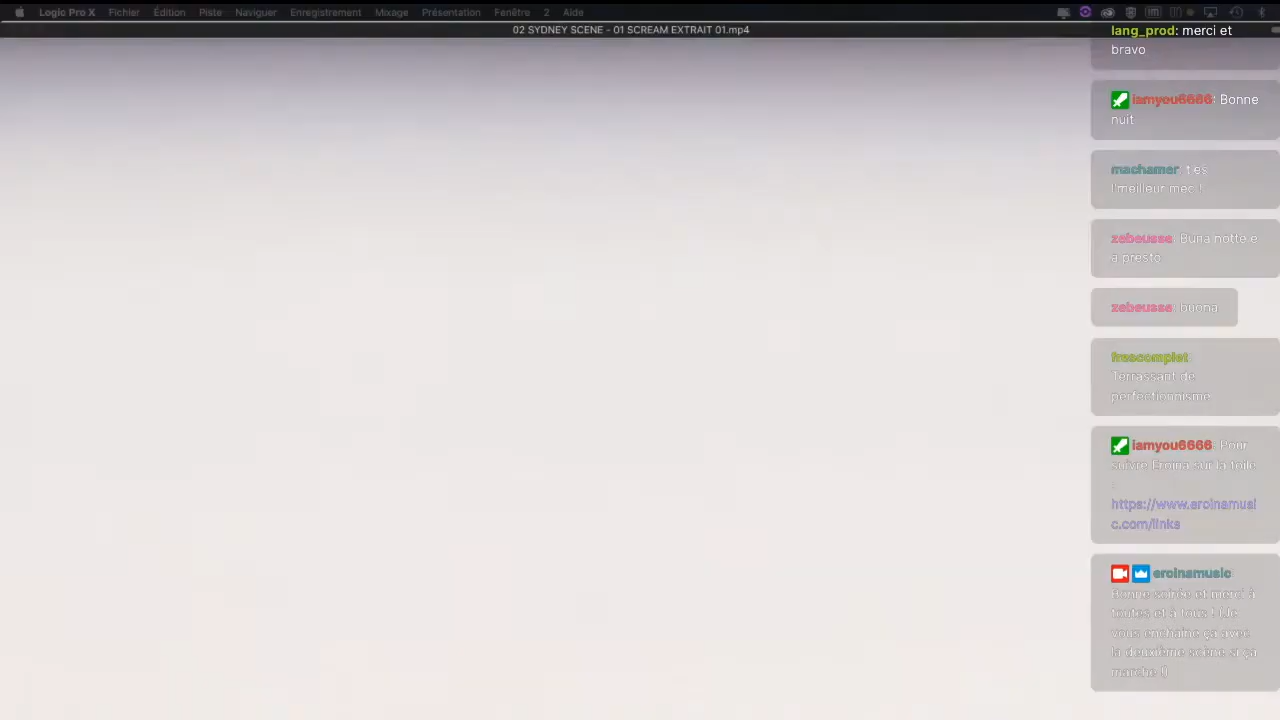 Logic Pro X Fichier Édition Piste Naviguer Enregistrement Mixage Présentation Fenêtre 2 Aide
02 SYDNEY SCENE - 01 SCREAM EXTRAIT 01.mp4
lang_prod: merci et
bravo
iamyou6666: Bonne
nuit
machamer: t es
l'meilleur mec !
zebeusse: Buna notte e
a presto
zebeusse: buona
frescomplet:
Terrassant de
perfectionnisme
iamyou6666: Pour
suivre Eroina sur la toile
:
https://www.eroinamusi
c.com/links
eroinamusic:
Bonne soirée et merci à
toutes et à tous ! Je
vous enchaîne ça avec
la deuxième scène si ça
marche !)